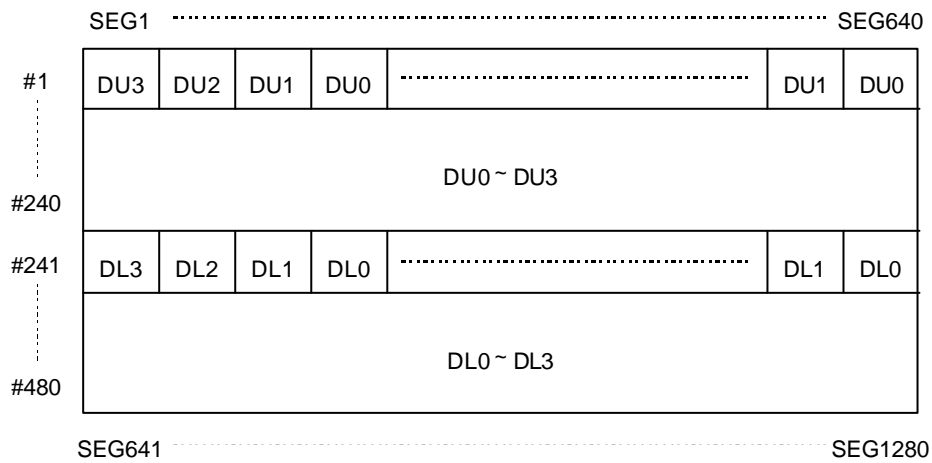 SEG1 SEG640
#1 DU3 DU2 DU1 DU0 DU1 DU0
DU0 ~ DU3
#240
#241 DL3 DL2 DL1 DL0 DL1 DL0
DL0 ~ DL3
#480
SEG641 SEG1280